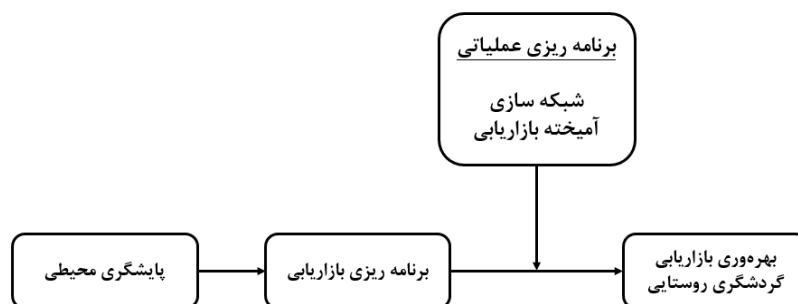 برنامه ریزی عملیاتی
شبکه سازی
آمیخته بازاریابی
پایشگری محیطی
برنامه ریزی بازاریابی
بهره‌وری بازاریابی
گردشگری روستایی